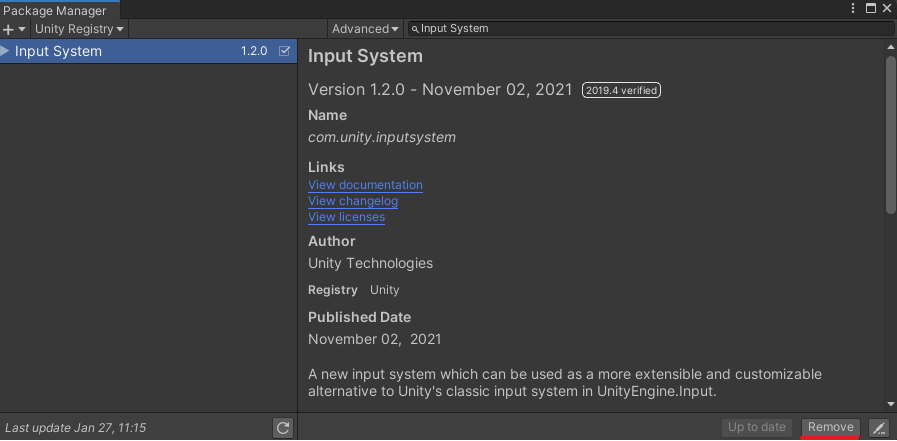 Package Manager
Unity Registry
Advanced
Input System
Input System 1.2.0
Input System
Version 1.2.0 - November 02, 2021 2019.4 verified
Name
com.unity.inputsystem
Links
View documentation
View changelog
View licenses
Author
Unity Technologies
Registry Unity
Published Date
November 02, 2021
A new input system which can be used as a more extensible and customizable
alternative to Unity's classic input system in UnityEngine.Input.
Last update Jan 27, 11:15
Up to date
Remove